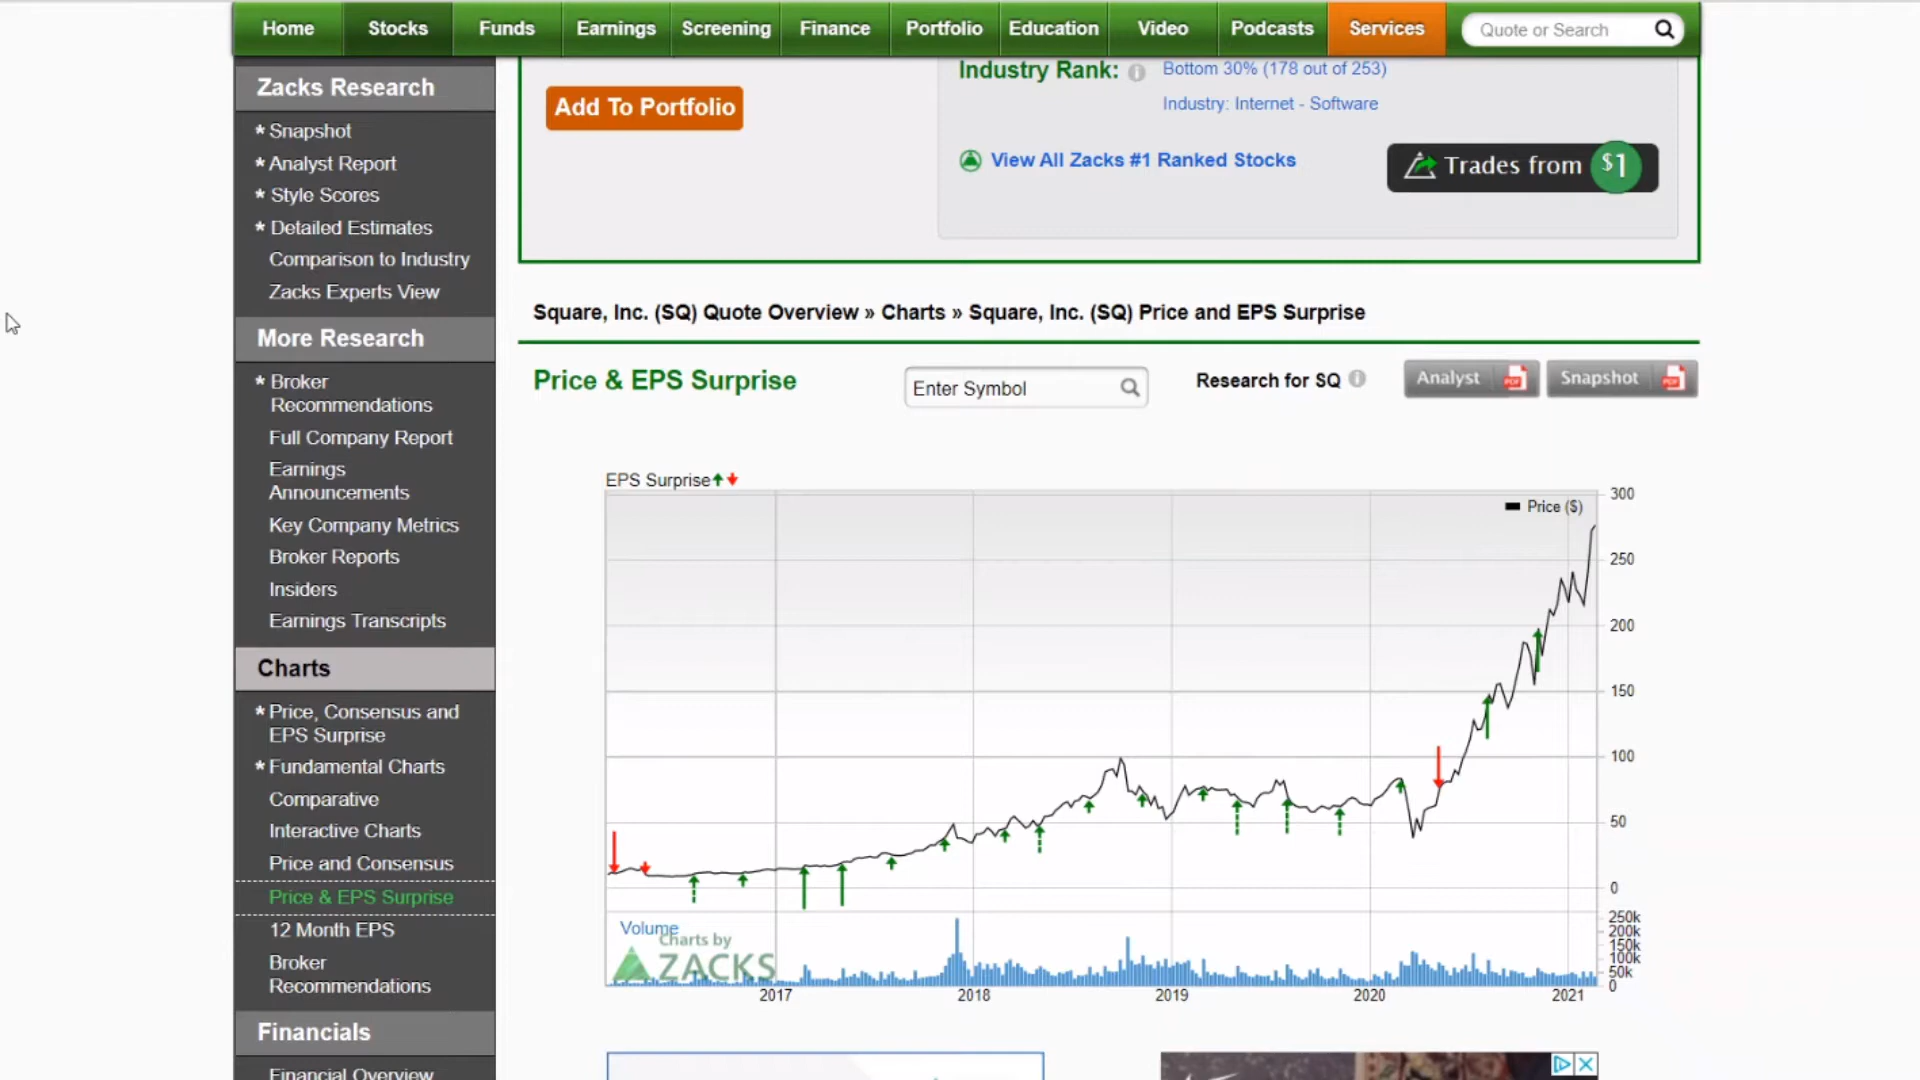 Home Stocks Funds Earnings Screening Finance Portfolio Education Video Podcasts Services Quote or Search
Zacks Research
* Snapshot
* Analyst Report
* Style Scores
* Detailed Estimates
Comparison to Industry
Zacks Experts View
More Research
* Broker
Recommendations
Full Company Report
Earnings
Announcements
Key Company Metrics
Broker Reports
Insiders
Earnings Transcripts
Charts
* Price, Consensus and
EPS Surprise
* Fundamental Charts
Comparative
Interactive Charts
Price and Consensus
Price & EPS Surprise
12 Month EPS
Broker
Recommendations
Financials
Financial Overview
Add To Portfolio
Industry Rank: Bottom 30% (178 out of 253)
Industry: Internet - Software
View All Zacks #1 Ranked Stocks
Trades from $1
Square, Inc. (SQ) Quote Overview » Charts » Square, Inc. (SQ) Price and EPS Surprise
Price & EPS Surprise
Enter Symbol
Research for SQ
Analyst PDF
Snapshot PDF
EPS Surprise
Price ($)
300
250
200
150
100
50
0
Volume
Charts by
ZACKS
250k
200k
150k
100k
50k
0
2017 2018 2019 2020 2021